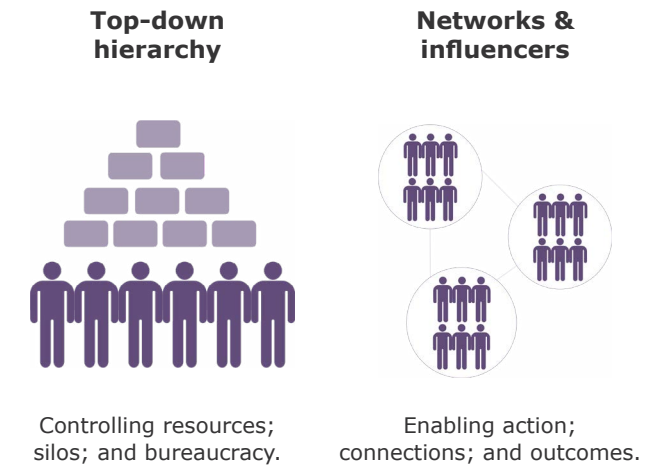 Top-down
hierarchy
Networks &
influencers
Controlling resources;
silos; and bureaucracy.
Enabling action;
connections; and outcomes.